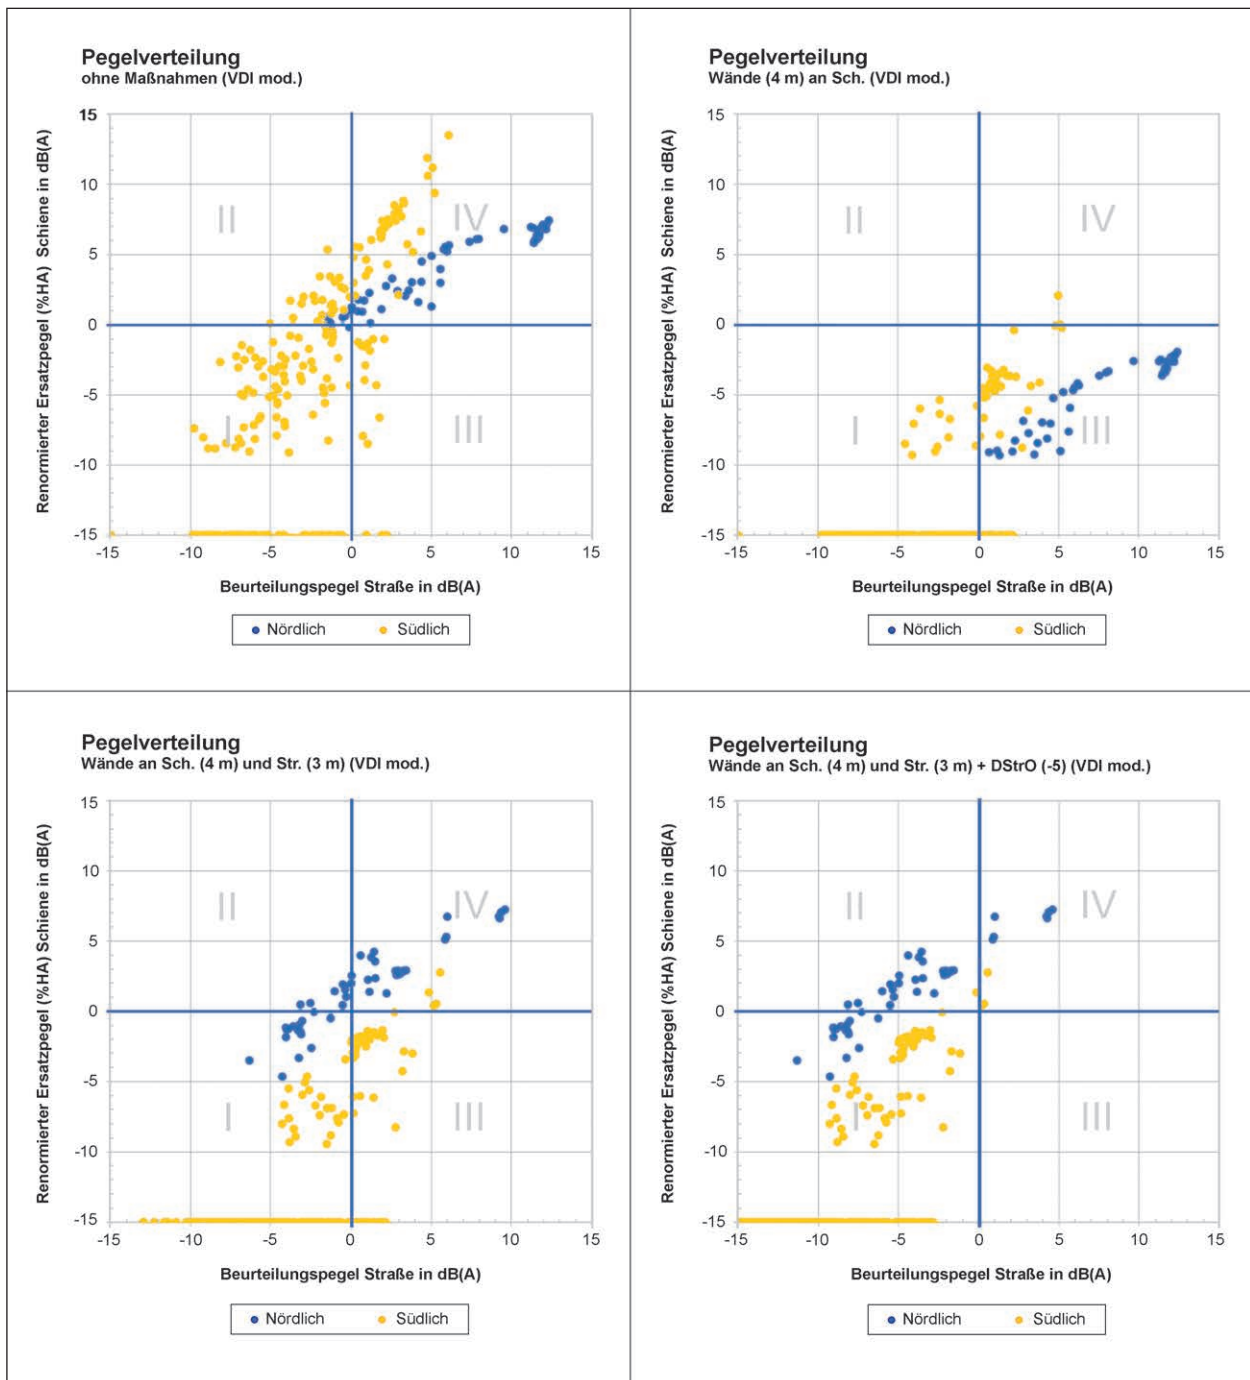 Pegelverteilung
ohne Maßnahmen (VDI mod.)
Renormierter Ersatzpegel (%HA) Schiene in dB(A)
15
10
5
0
-5
-10
-15
II
IV
I
III
-15
-10
-5
0
5
10
15
Beurteilungspegel Straße in dB(A)
Nördlich
Südlich
Pegelverteilung
Wände (4 m) an Sch. (VDI mod.)
Renormierter Ersatzpegel (%HA) Schiene in dB(A)
15
10
5
0
-5
-10
-15
II
IV
I
III
-15
-10
-5
0
5
10
15
Beurteilungspegel Straße in dB(A)
Nördlich
Südlich
Pegelverteilung
Wände an Sch. (4 m) und Str. (3 m) (VDI mod.)
Renormierter Ersatzpegel (%HA) Schiene in dB(A)
15
10
5
0
-5
-10
-15
II
IV
I
III
-15
-10
-5
0
5
10
15
Beurteilungspegel Straße in dB(A)
Nördlich
Südlich
Pegelverteilung
Wände an Sch. (4 m) und Str. (3 m) + DStrO (-5) (VDI mod.)
Renormierter Ersatzpegel (%HA) Schiene in dB(A)
15
10
5
0
-5
-10
-15
II
IV
I
III
-15
-10
-5
0
5
10
15
Beurteilungspegel Straße in dB(A)
Nördlich
Südlich